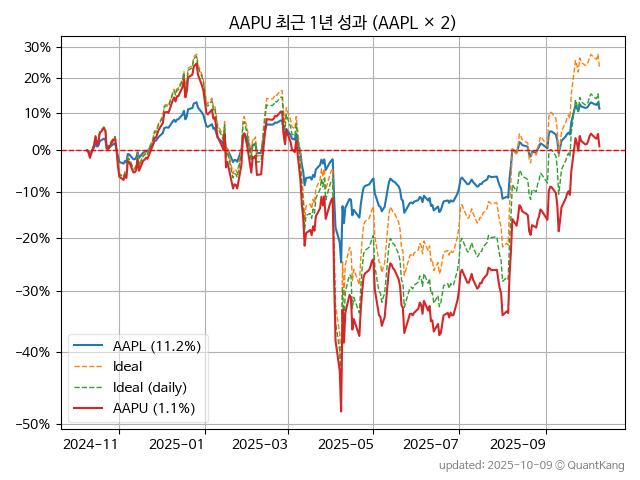 AAPU 최근 1년 성과 (AAPL × 2)
30%
20%
10%
0%
−10%
−20%
−30%
−40%
−50%
AAPL (11.2%)
Ideal
Ideal (daily)
AAPU (1.1%)
2024−11 2025−01 2025−03 2025−05 2025−07 2025−09
updated: 2025-10-09 © QuantKang